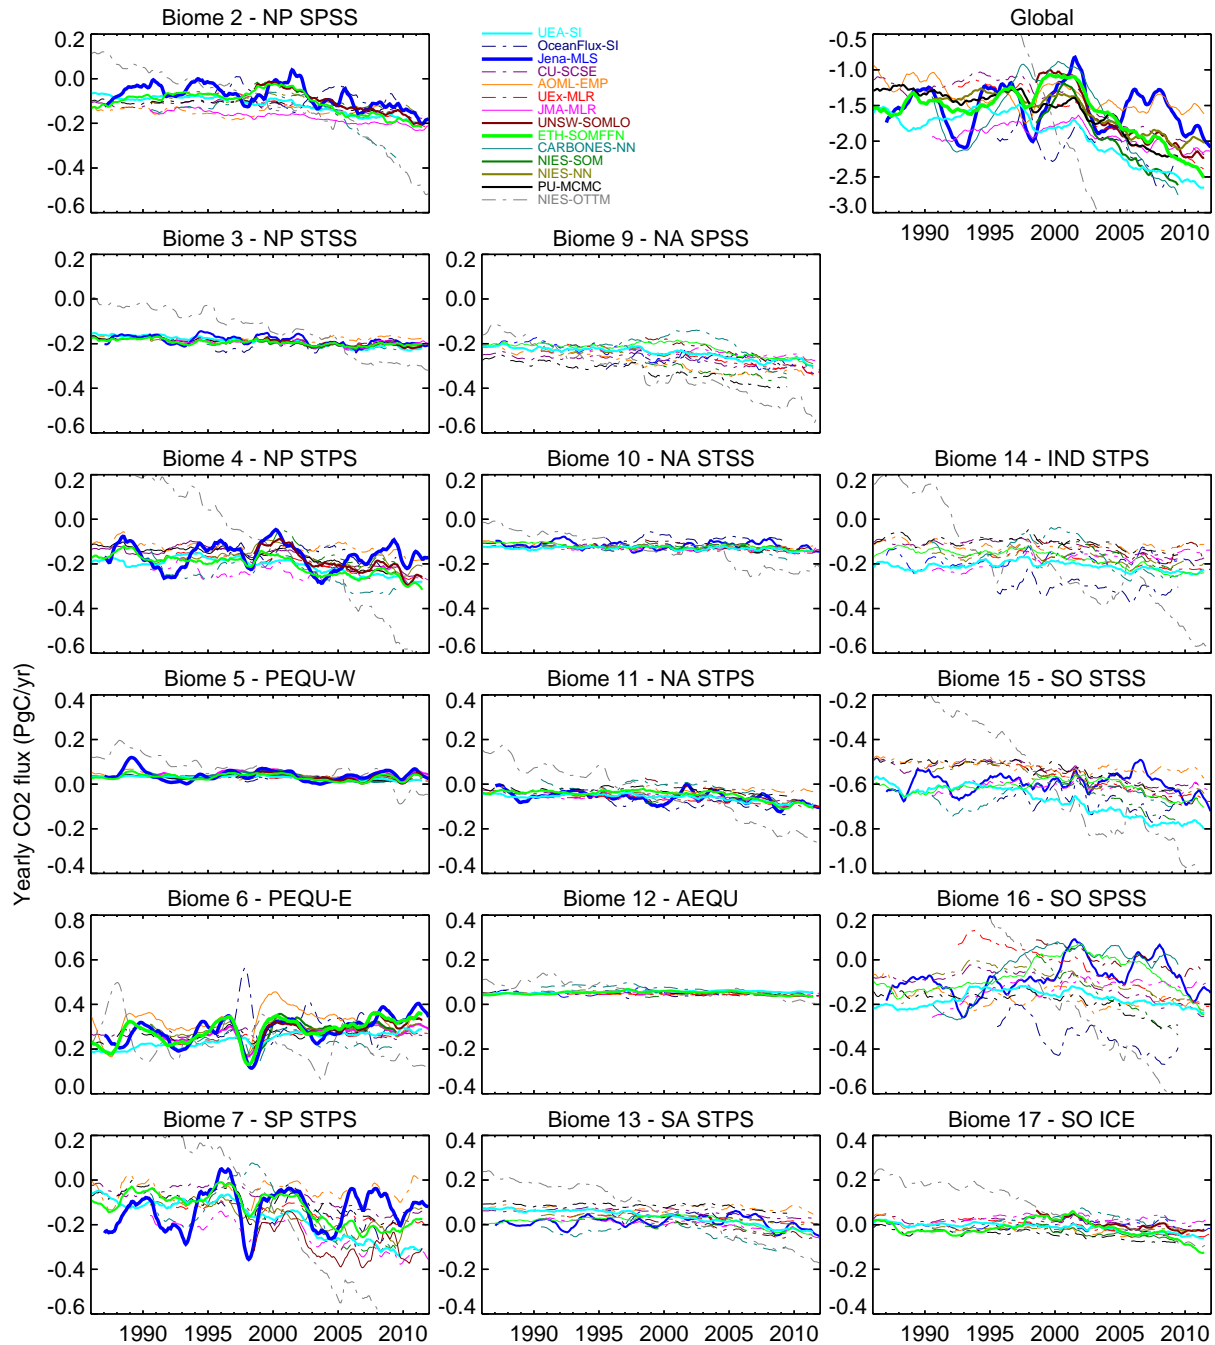 Biome 2 - NP SPSS
0.2
0.0
-0.2
-0.4
-0.6
UEA-SI
OceanFlux-SI
Jena-MLS
CU-SCSE
AOML-EMP
UEx-MLR
JMA-MLR
UNSW-SOMLO
ETH-SOMFFN
CARBONES-NN
NIES-SOM
NIES-NN
PU-MCMC
NIES-OTTM
Global
-0.5
-1.0
-1.5
-2.0
-2.5
-3.0
1990 1995 2000 2005 2010
Biome 3 - NP STSS
0.2
0.0
-0.2
-0.4
-0.6
Biome 9 - NA SPSS
0.2
0.0
-0.2
-0.4
-0.6
Biome 4 - NP STPS
0.2
0.0
-0.2
-0.4
-0.6
Biome 10 - NA STSS
0.2
0.0
-0.2
-0.4
-0.6
Biome 14 - IND STPS
0.2
0.0
-0.2
-0.4
-0.6
Yearly CO2 flux (PgC/yr)
Biome 5 - PEQU-W
0.4
0.2
0.0
-0.2
-0.4
Biome 11 - NA STPS
0.4
0.2
0.0
-0.2
-0.4
Biome 15 - SO STSS
-0.2
-0.4
-0.6
-0.8
-1.0
Biome 6 - PEQU-E
0.8
0.6
0.4
0.2
0.0
Biome 12 - AEQU
0.4
0.2
0.0
-0.2
-0.4
Biome 16 - SO SPSS
0.2
0.0
-0.2
-0.4
-0.6
Biome 7 - SP STPS
0.2
0.0
-0.2
-0.4
-0.6
1990 1995 2000 2005 2010
Biome 13 - SA STPS
0.4
0.2
0.0
-0.2
-0.4
1990 1995 2000 2005 2010
Biome 17 - SO ICE
0.4
0.2
0.0
-0.2
-0.4
1990 1995 2000 2005 2010